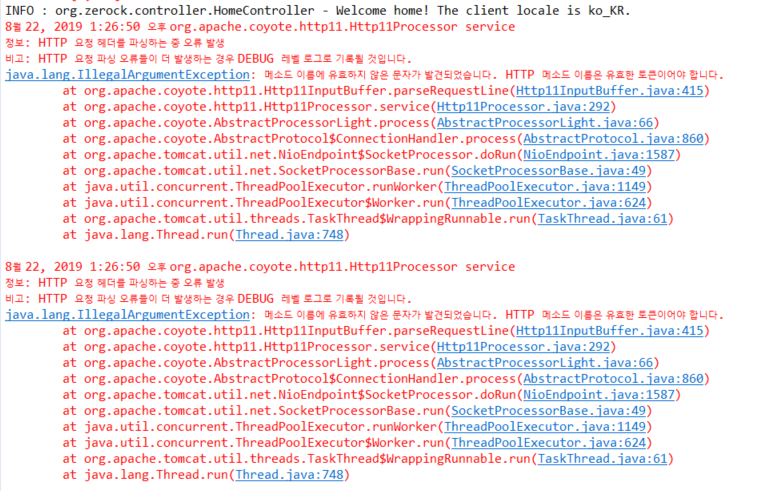 INFO : org.zerock.controller.HomeController - Welcome home! The client locale is ko_KR.
8월 22, 2019 1:26:50 오후 org.apache.coyote.http11.Http11Processor service
정보: HTTP 요청 헤더를 파싱하는 중 오류 발생
비고: HTTP 요청 파싱 오류들이 더 발생하는 경우 DEBUG 레벨 로그로 기록될 것입니다.
java.lang.IllegalArgumentException: 메소드 이름에 유효하지 않은 문자가 발견되었습니다. HTTP 메소드 이름은 유효한 토큰이어야 합니다.
at org.apache.coyote.http11.Http11InputBuffer.parseRequestLine(Http11InputBuffer.java:415)
at org.apache.coyote.http11.Http11Processor.service(Http11Processor.java:292)
at org.apache.coyote.AbstractProcessorLight.process(AbstractProcessorLight.java:66)
at org.apache.coyote.AbstractProtocol$ConnectionHandler.process(AbstractProtocol.java:860)
at org.apache.tomcat.util.net.NioEndpoint$SocketProcessor.doRun(NioEndpoint.java:1587)
at org.apache.tomcat.util.net.SocketProcessorBase.run(SocketProcessorBase.java:49)
at java.util.concurrent.ThreadPoolExecutor.runWorker(ThreadPoolExecutor.java:1149)
at java.util.concurrent.ThreadPoolExecutor$Worker.run(ThreadPoolExecutor.java:624)
at org.apache.tomcat.util.threads.TaskThread$WrappingRunnable.run(TaskThread.java:61)
at java.lang.Thread.run(Thread.java:748)
8월 22, 2019 1:26:50 오후 org.apache.coyote.http11.Http11Processor service
정보: HTTP 요청 헤더를 파싱하는 중 오류 발생
비고: HTTP 요청 파싱 오류들이 더 발생하는 경우 DEBUG 레벨 로그로 기록될 것입니다.
java.lang.IllegalArgumentException: 메소드 이름에 유효하지 않은 문자가 발견되었습니다. HTTP 메소드 이름은 유효한 토큰이어야 합니다.
at org.apache.coyote.http11.Http11InputBuffer.parseRequestLine(Http11InputBuffer.java:415)
at org.apache.coyote.http11.Http11Processor.service(Http11Processor.java:292)
at org.apache.coyote.AbstractProcessorLight.process(AbstractProcessorLight.java:66)
at org.apache.coyote.AbstractProtocol$ConnectionHandler.process(AbstractProtocol.java:860)
at org.apache.tomcat.util.net.NioEndpoint$SocketProcessor.doRun(NioEndpoint.java:1587)
at org.apache.tomcat.util.net.SocketProcessorBase.run(SocketProcessorBase.java:49)
at java.util.concurrent.ThreadPoolExecutor.runWorker(ThreadPoolExecutor.java:1149)
at java.util.concurrent.ThreadPoolExecutor$Worker.run(ThreadPoolExecutor.java:624)
at org.apache.tomcat.util.threads.TaskThread$WrappingRunnable.run(TaskThread.java:61)
at java.lang.Thread.run(Thread.java:748)